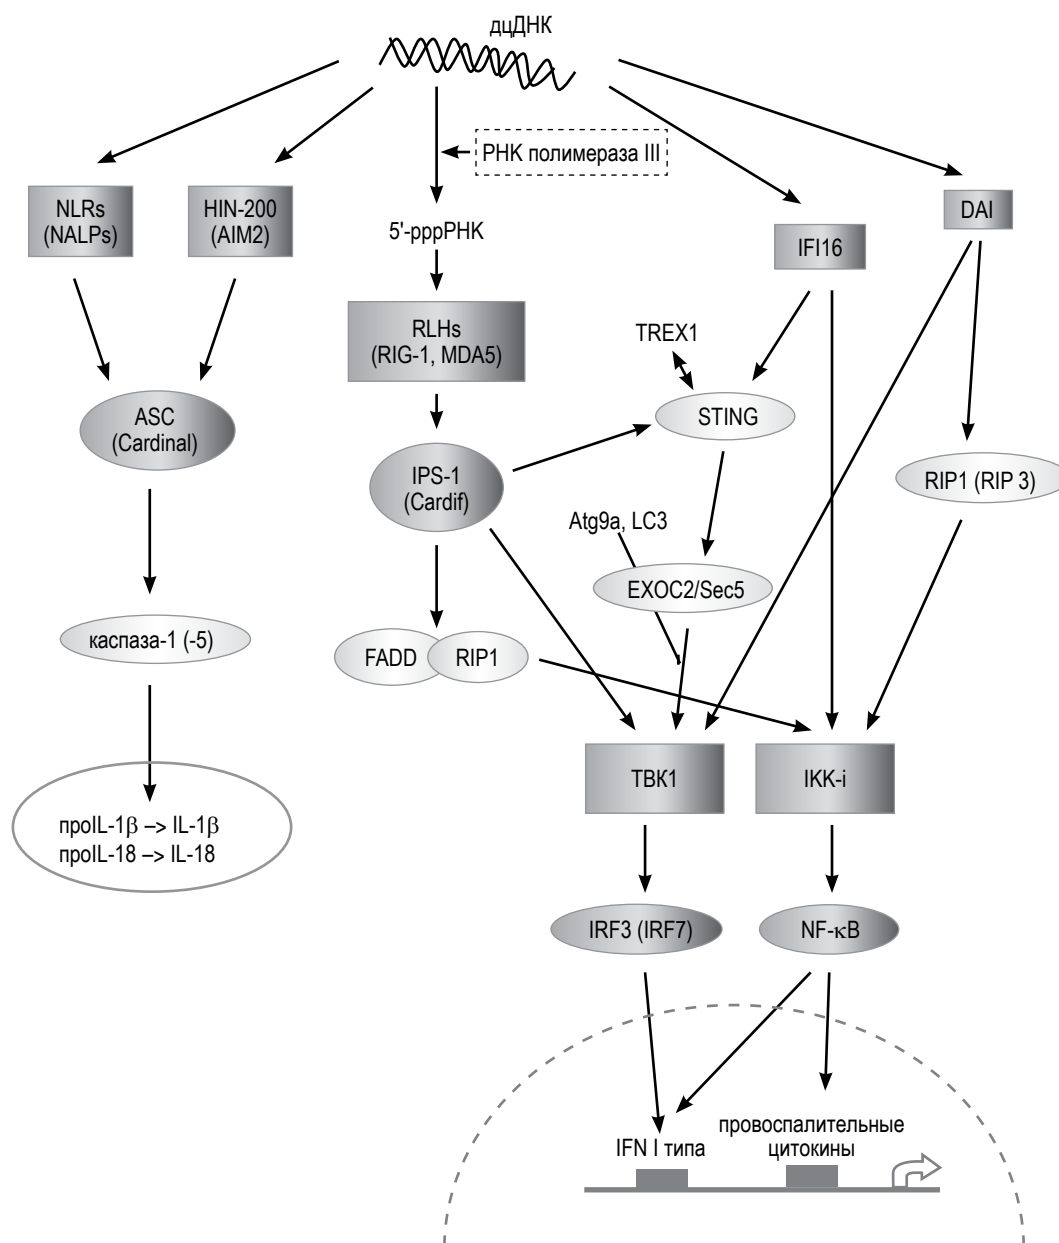 дцДНК
РНК полимераза III
NLRs
(NALPs)
HIN-200
(AIM2)
5'-pppРНК
IFI16
DAI
RLHs
(RIG-1, MDA5)
TREX1
ASC
(Cardinal)
STING
IPS-1
(Cardif)
RIP1 (RIP 3)
Atg9a, LC3
EXOC2/Sec5
каспаза-1 (-5)
FADD
RIP1
TBK1
IKK-i
проIL-1β –> IL-1β
проIL-18 –> IL-18
IRF3 (IRF7)
NF-κB
IFN I типа
провоспалительные
цитокины